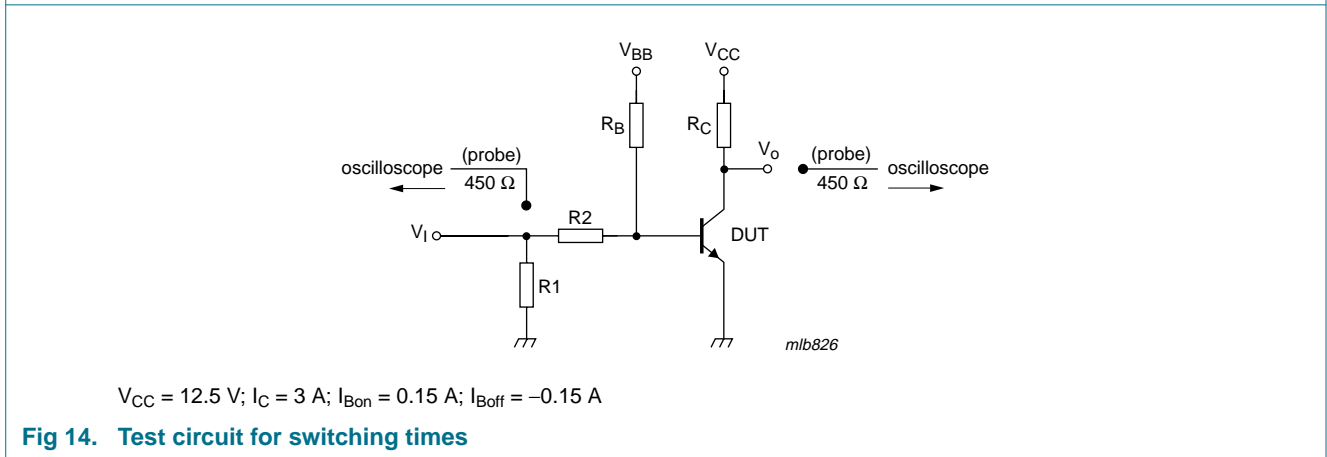 V_BB V_CC
R_B R_C
V_o
oscilloscope (probe) 450 Ω
(probe) 450 Ω oscilloscope
V_I R2 DUT
R1
mlb826
V_CC = 12.5 V; I_C = 3 A; I_Bon = 0.15 A; I_Boff = −0.15 A
Fig 14. Test circuit for switching times